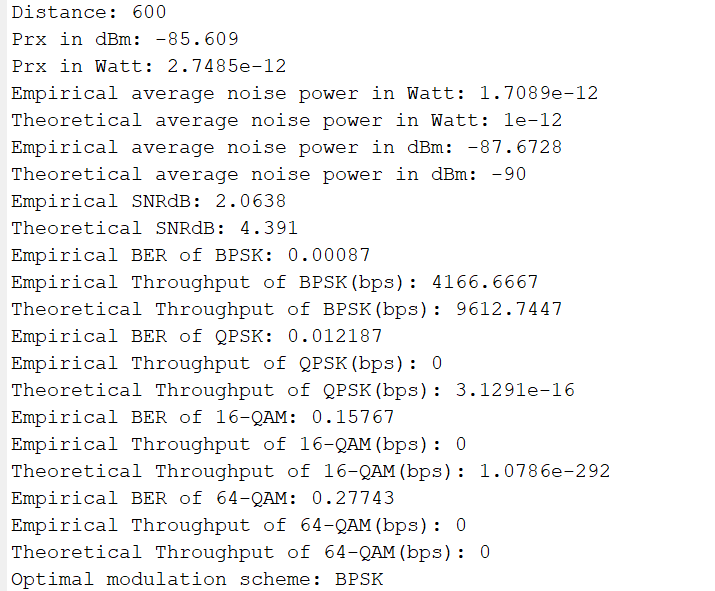 Distance: 600
Prx in dBm: -85.609
Prx in Watt: 2.7485e-12
Empirical average noise power in Watt: 1.7089e-12
Theoretical average noise power in Watt: 1e-12
Empirical average noise power in dBm: -87.6728
Theoretical average noise power in dBm: -90
Empirical SNRdB: 2.0638
Theoretical SNRdB: 4.391
Empirical BER of BPSK: 0.00087
Empirical Throughput of BPSK(bps): 4166.6667
Theoretical Throughput of BPSK(bps): 9612.7447
Empirical BER of QPSK: 0.012187
Empirical Throughput of QPSK(bps): 0
Theoretical Throughput of QPSK(bps): 3.1291e-16
Empirical BER of 16-QAM: 0.15767
Empirical Throughput of 16-QAM(bps): 0
Theoretical Throughput of 16-QAM(bps): 1.0786e-292
Empirical BER of 64-QAM: 0.27743
Empirical Throughput of 64-QAM(bps): 0
Theoretical Throughput of 64-QAM(bps): 0
Optimal modulation scheme: BPSK